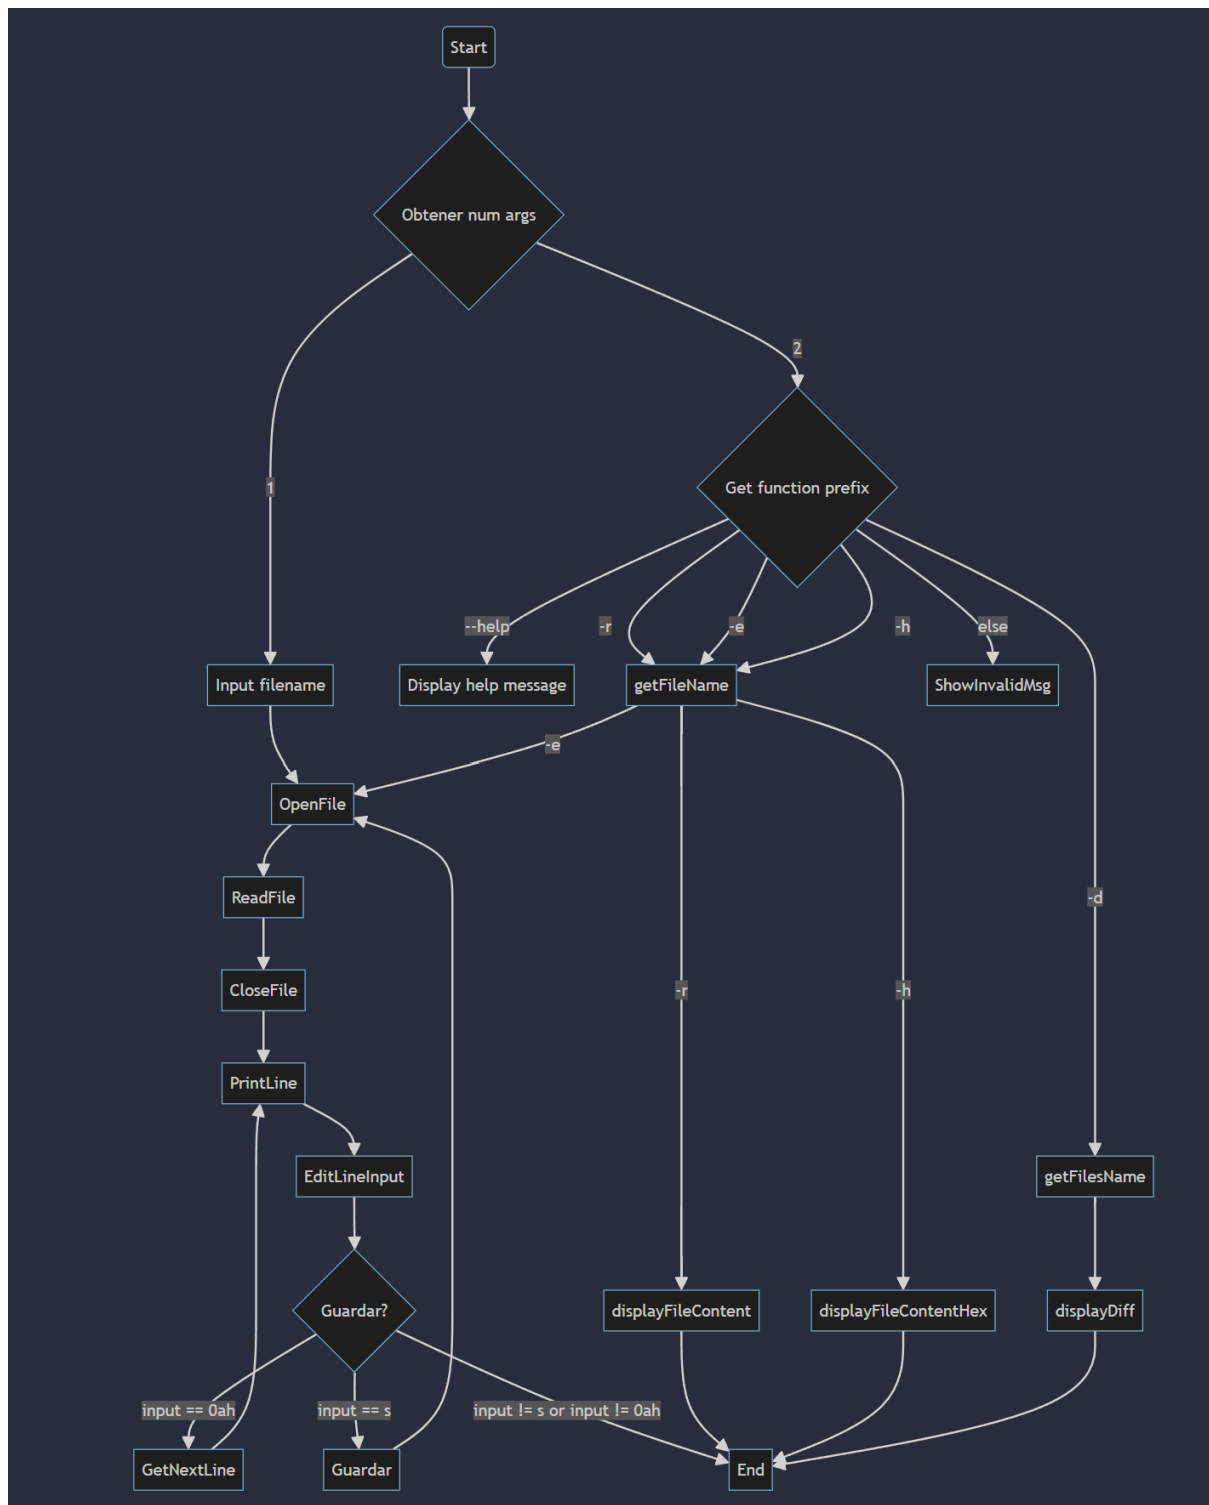 Start
Obtener num args
2
1
Get function prefix
--help
-r
-e
-h
else
Input filename
Display help message
getFileName
ShowInvalidMsg
-e
OpenFile
ReadFile
-d
CloseFile
-r
-h
PrintLine
EditLineInput
getFilesName
Guardar?
displayFileContent
displayFileContentHex
displayDiff
input == 0ah
input == s
input != s or input != 0ah
GetNextLine
Guardar
End